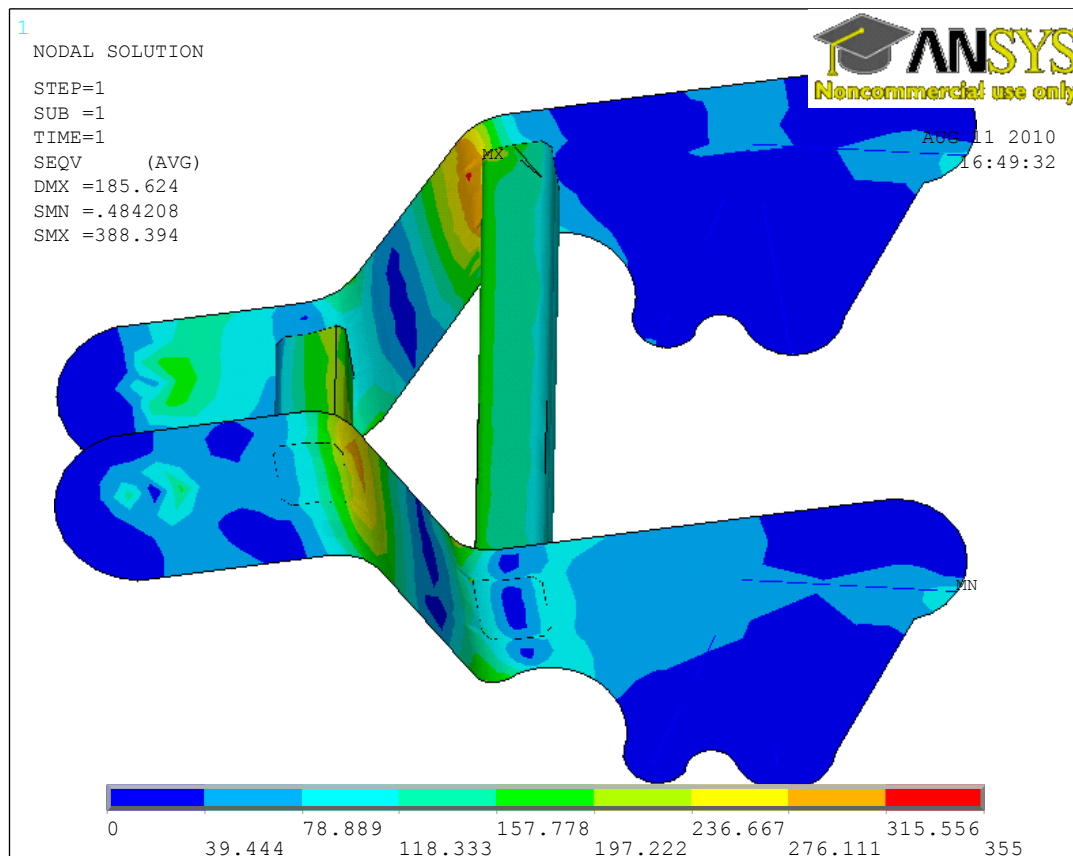 1
NODAL SOLUTION
STEP=1
SUB =1
TIME=1
SEQV     (AVG)
DMX =185.624
SMN =.484208
SMX =388.394
ANSYS
Noncommercial use only
AUG 11 2010
16:49:32
MX
MN
0 78.889 157.778 236.667 315.556
39.444 118.333 197.222 276.111 355